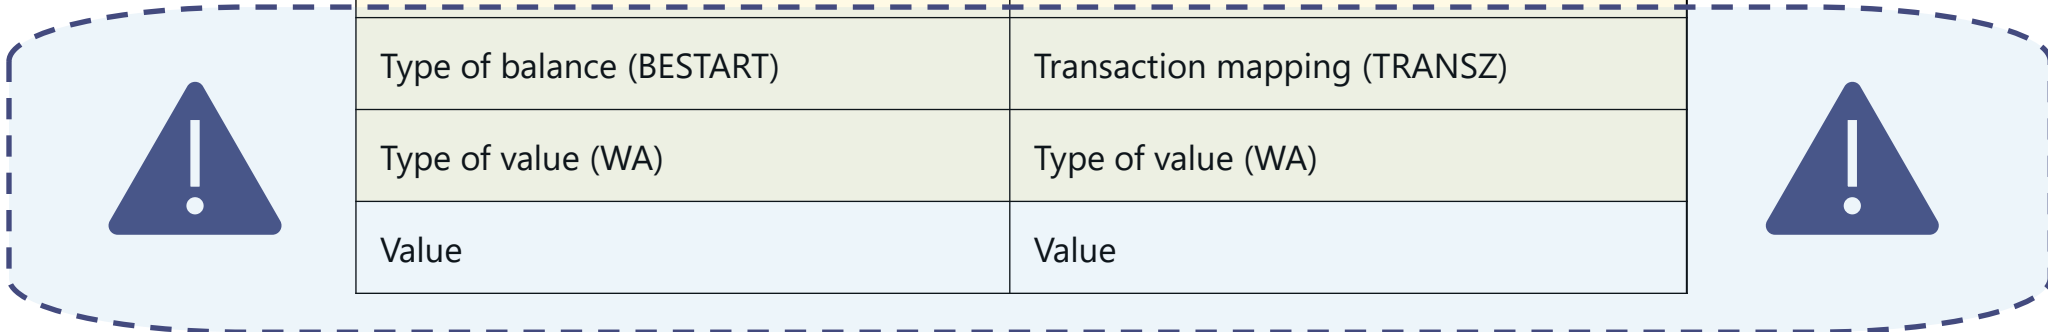 Type of balance (BESTART) Transaction mapping (TRANSZ)
Type of value (WA) Type of value (WA)
Value Value